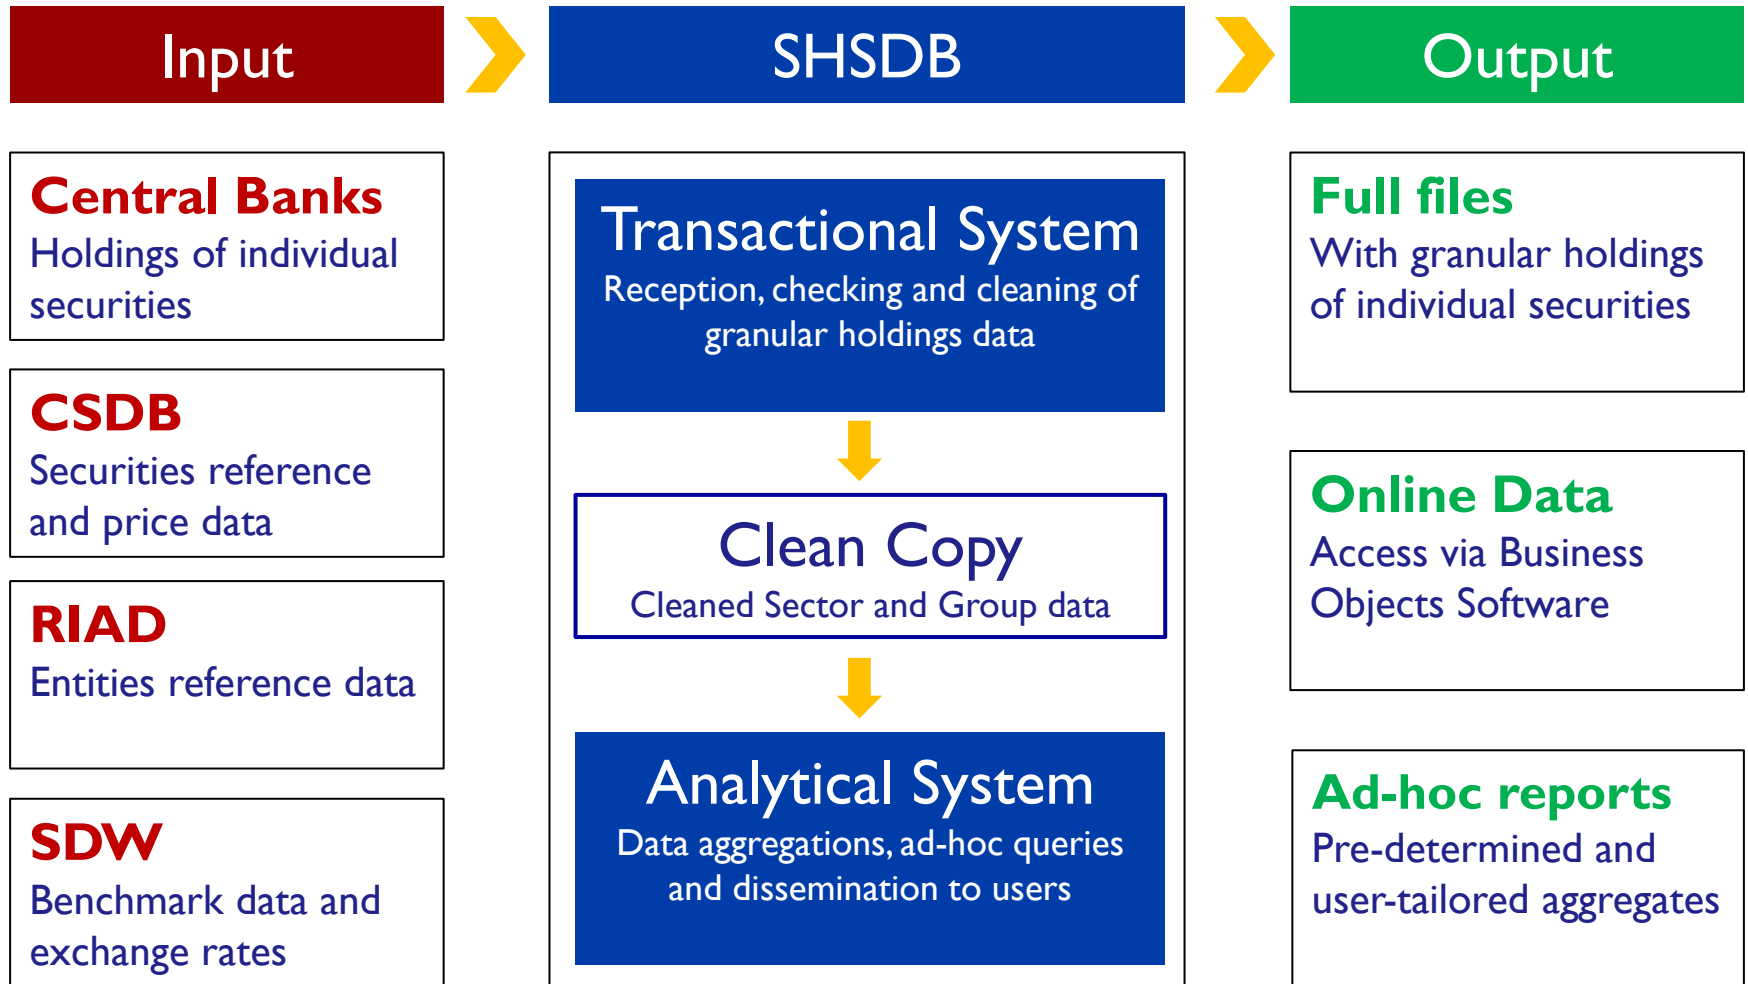 Input
SHSDB
Output
Central Banks
Holdings of individual
securities
CSDB
Securities reference
and price data
RIAD
Entities reference data
SDW
Benchmark data and
exchange rates
Transactional System
Reception, checking and cleaning of
granular holdings data
Clean Copy
Cleaned Sector and Group data
Analytical System
Data aggregations, ad-hoc queries
and dissemination to users
Full files
With granular holdings
of individual securities
Online Data
Access via Business
Objects Software
Ad-hoc reports
Pre-determined and
user-tailored aggregates